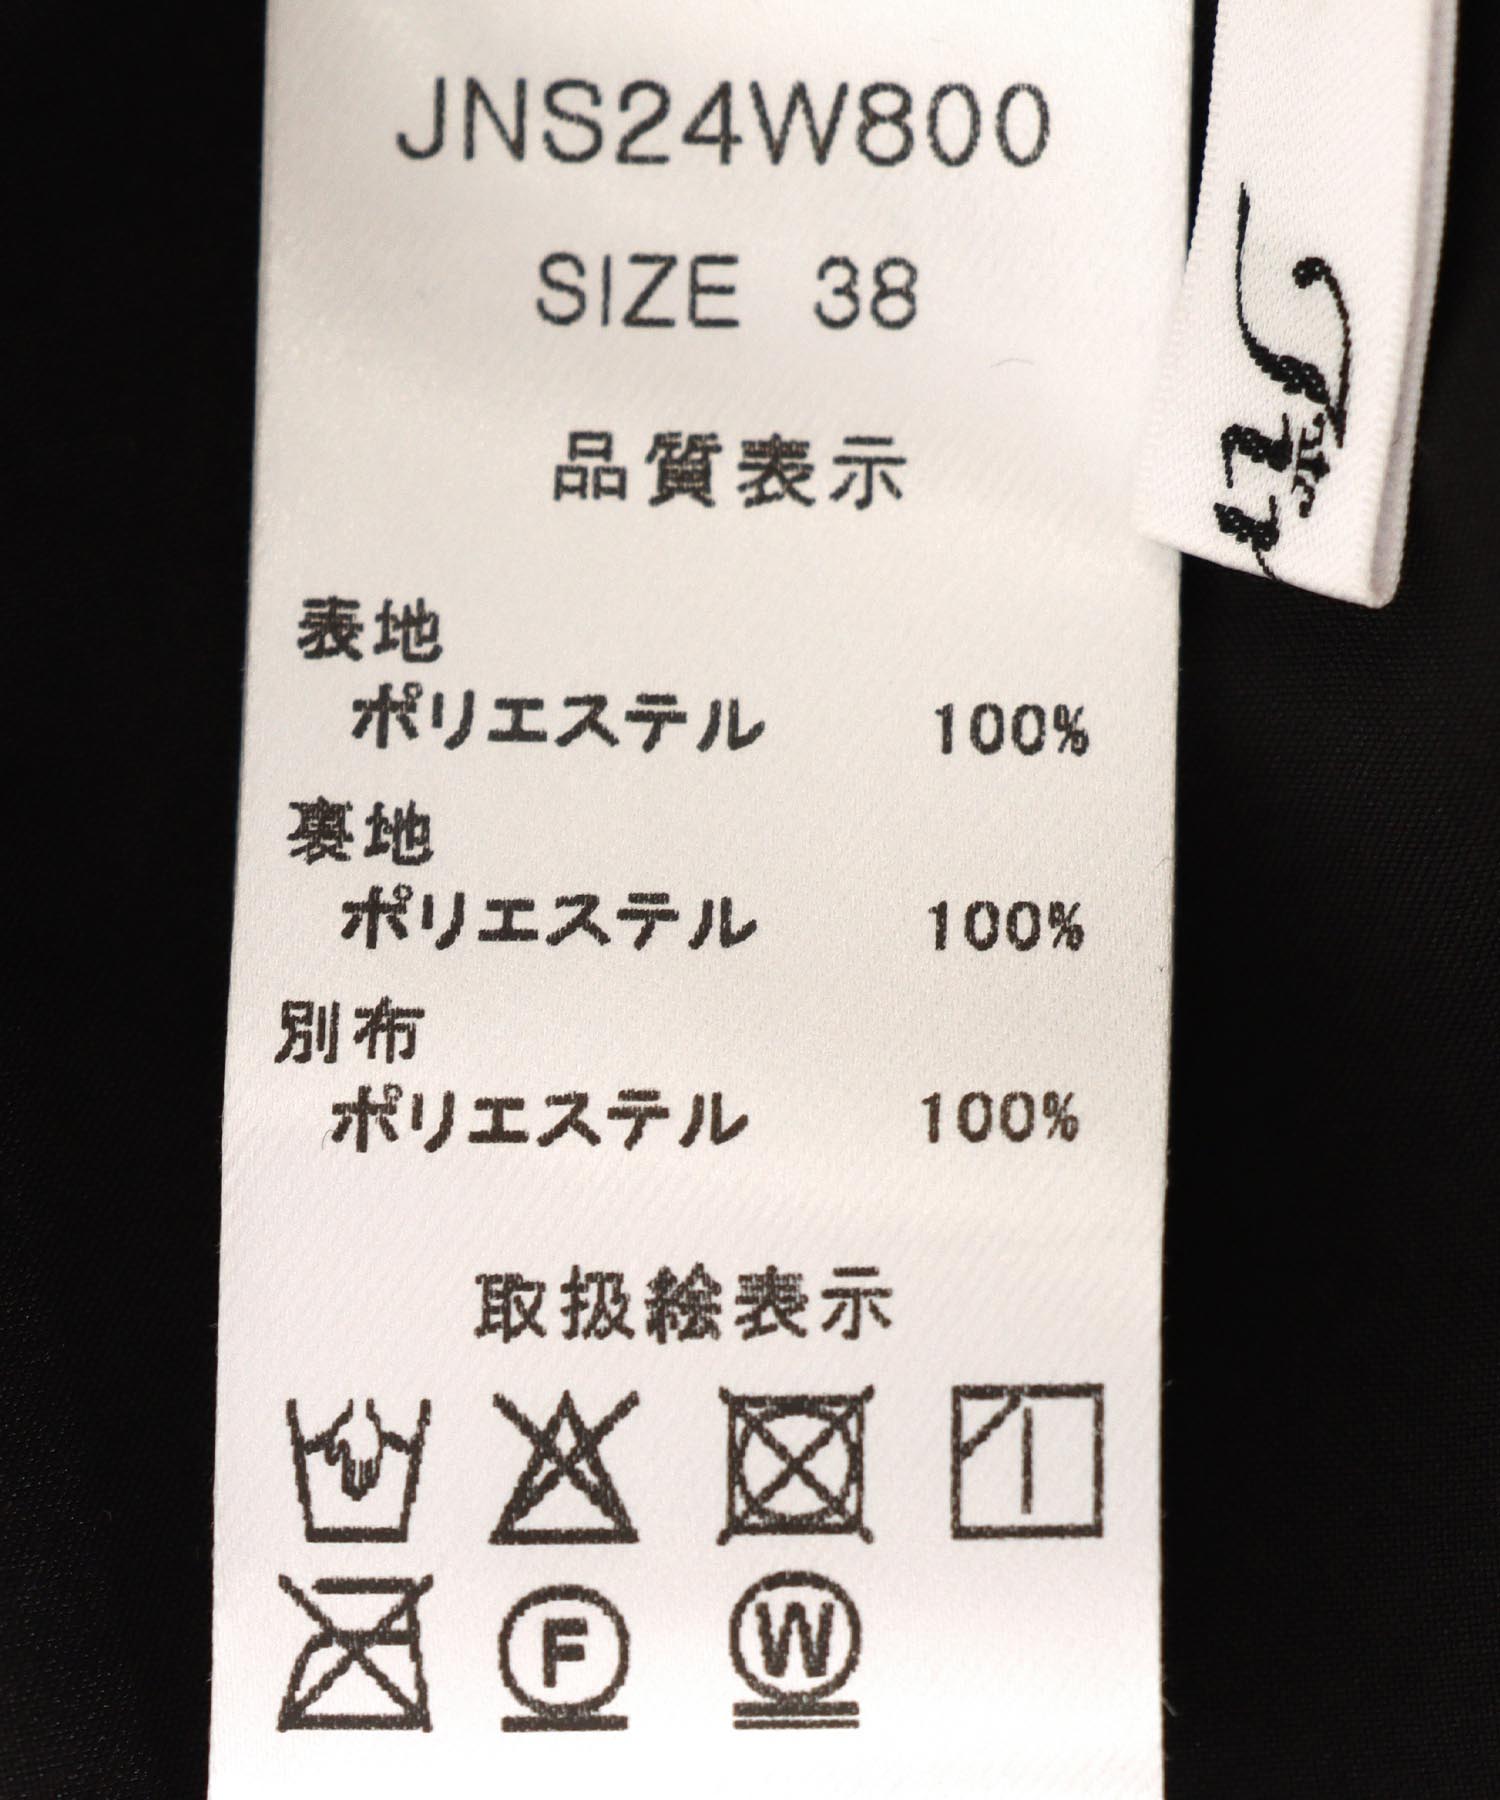 JNS24W800
SIZE 38
品質表示
表地
ポリエステル 100%
裏地
ポリエステル 100%
別布
ポリエステル 100%
取扱絵表示
F
W